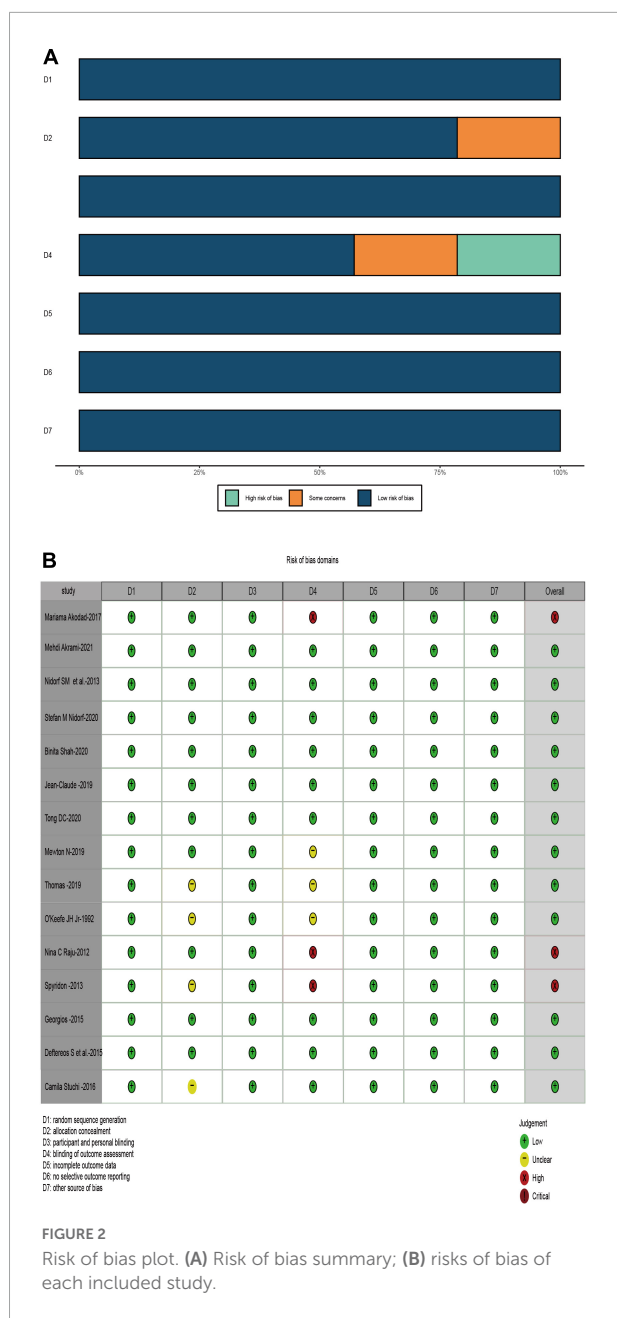 A
D1
D2
D4
D5
D6
D7
0% 25% 50% 75% 100%
High risk of bias Some concerns Low risk of bias
B
Risk of bias domains
study D1 D2 D3 D4 D5 D6 D7 Overall
Mariama Akodad-2017 + + + X + + + X
Mehdi Akrami-2021 + + + + + + + +
Nidorf SM et al.-2013 + + + + + + + +
Stefan M Nidorf-2020 + + + + + + + +
Binita Shah-2020 + + + + + + + +
Jean-Claude -2019 + + + + + + + +
Tong DC-2020 + + + + + + + +
Mewton N-2019 + + + - + + + +
Thomas -2019 + - + - + + + +
O'Keefe JH Jr-1992 + - + - + + + +
Nina C Raju-2012 + + + X + + + X
Spyridon -2013 + - + X + + + X
Georgios -2015 + + + + + + + +
Deftereos S et al.-2015 + + + + + + + +
Camila Stuchi -2016 + - + + + + + +
D1: random sequence generation
D2: allocation concealment
D3: participant and personal blinding
D4: blinding of outcome assessment
D5: incomplete outcome data
D6: no selective outcome reporting
D7: other source of bias
Judgement
+ Low
- Unclear
X High
Critical
FIGURE 2
Risk of bias plot. (A) Risk of bias summary; (B) risks of bias of
each included study.